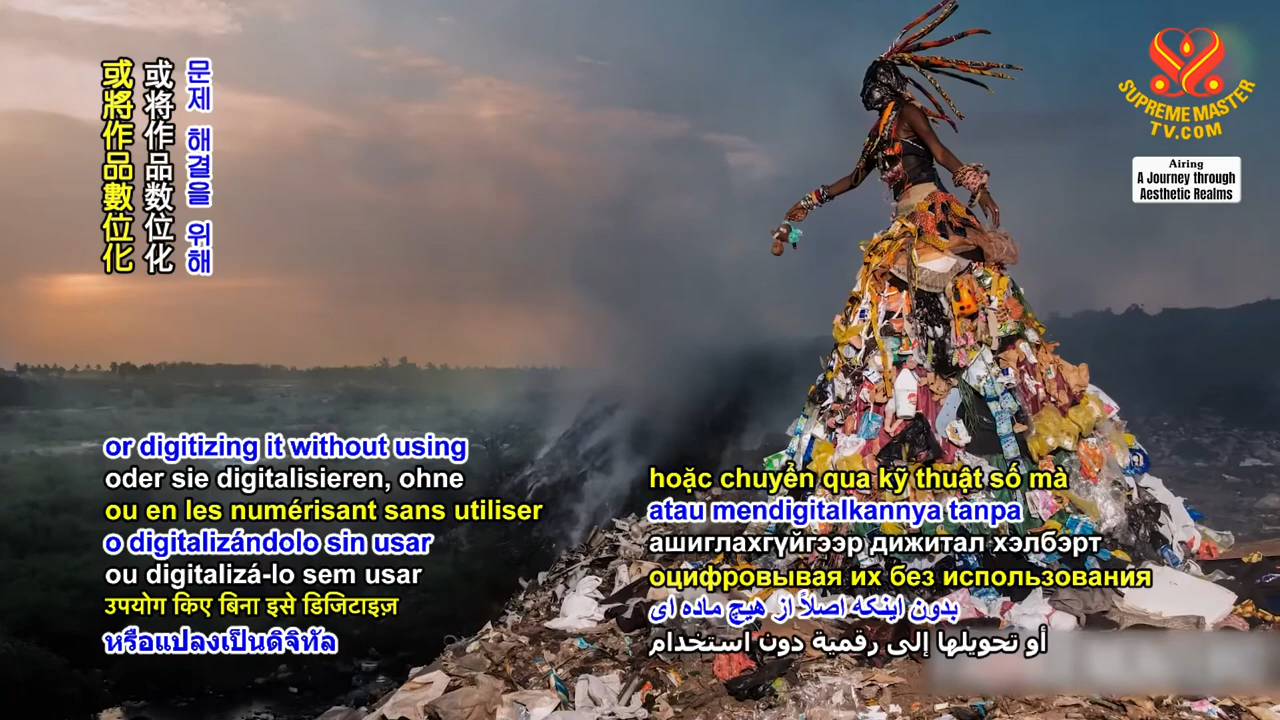 或將作品數位化
或将作品数位化
문제 해결을 위해
SUPREME MASTER
TV.COM
Airing
A Journey through
Aesthetic Realms
or digitizing it without using
oder sie digitalisieren, ohne
ou en les numérisant sans utiliser
o digitalizándolo sin usar
ou digitalizá-lo sem usar
उपयोग किए बिना इसे डिजिटाइज़
หรือแปลงเป็นดิจิทัล
hoặc chuyển qua kỹ thuật số mà
atau mendigitalkannya tanpa
ашиглахгүйгээр дижитал хэлбэрт
оцифровывая их без использования
بدون اینکه اصلاً از هیچ ماده ای
أو تحويلها إلى رقمية دون استخدام